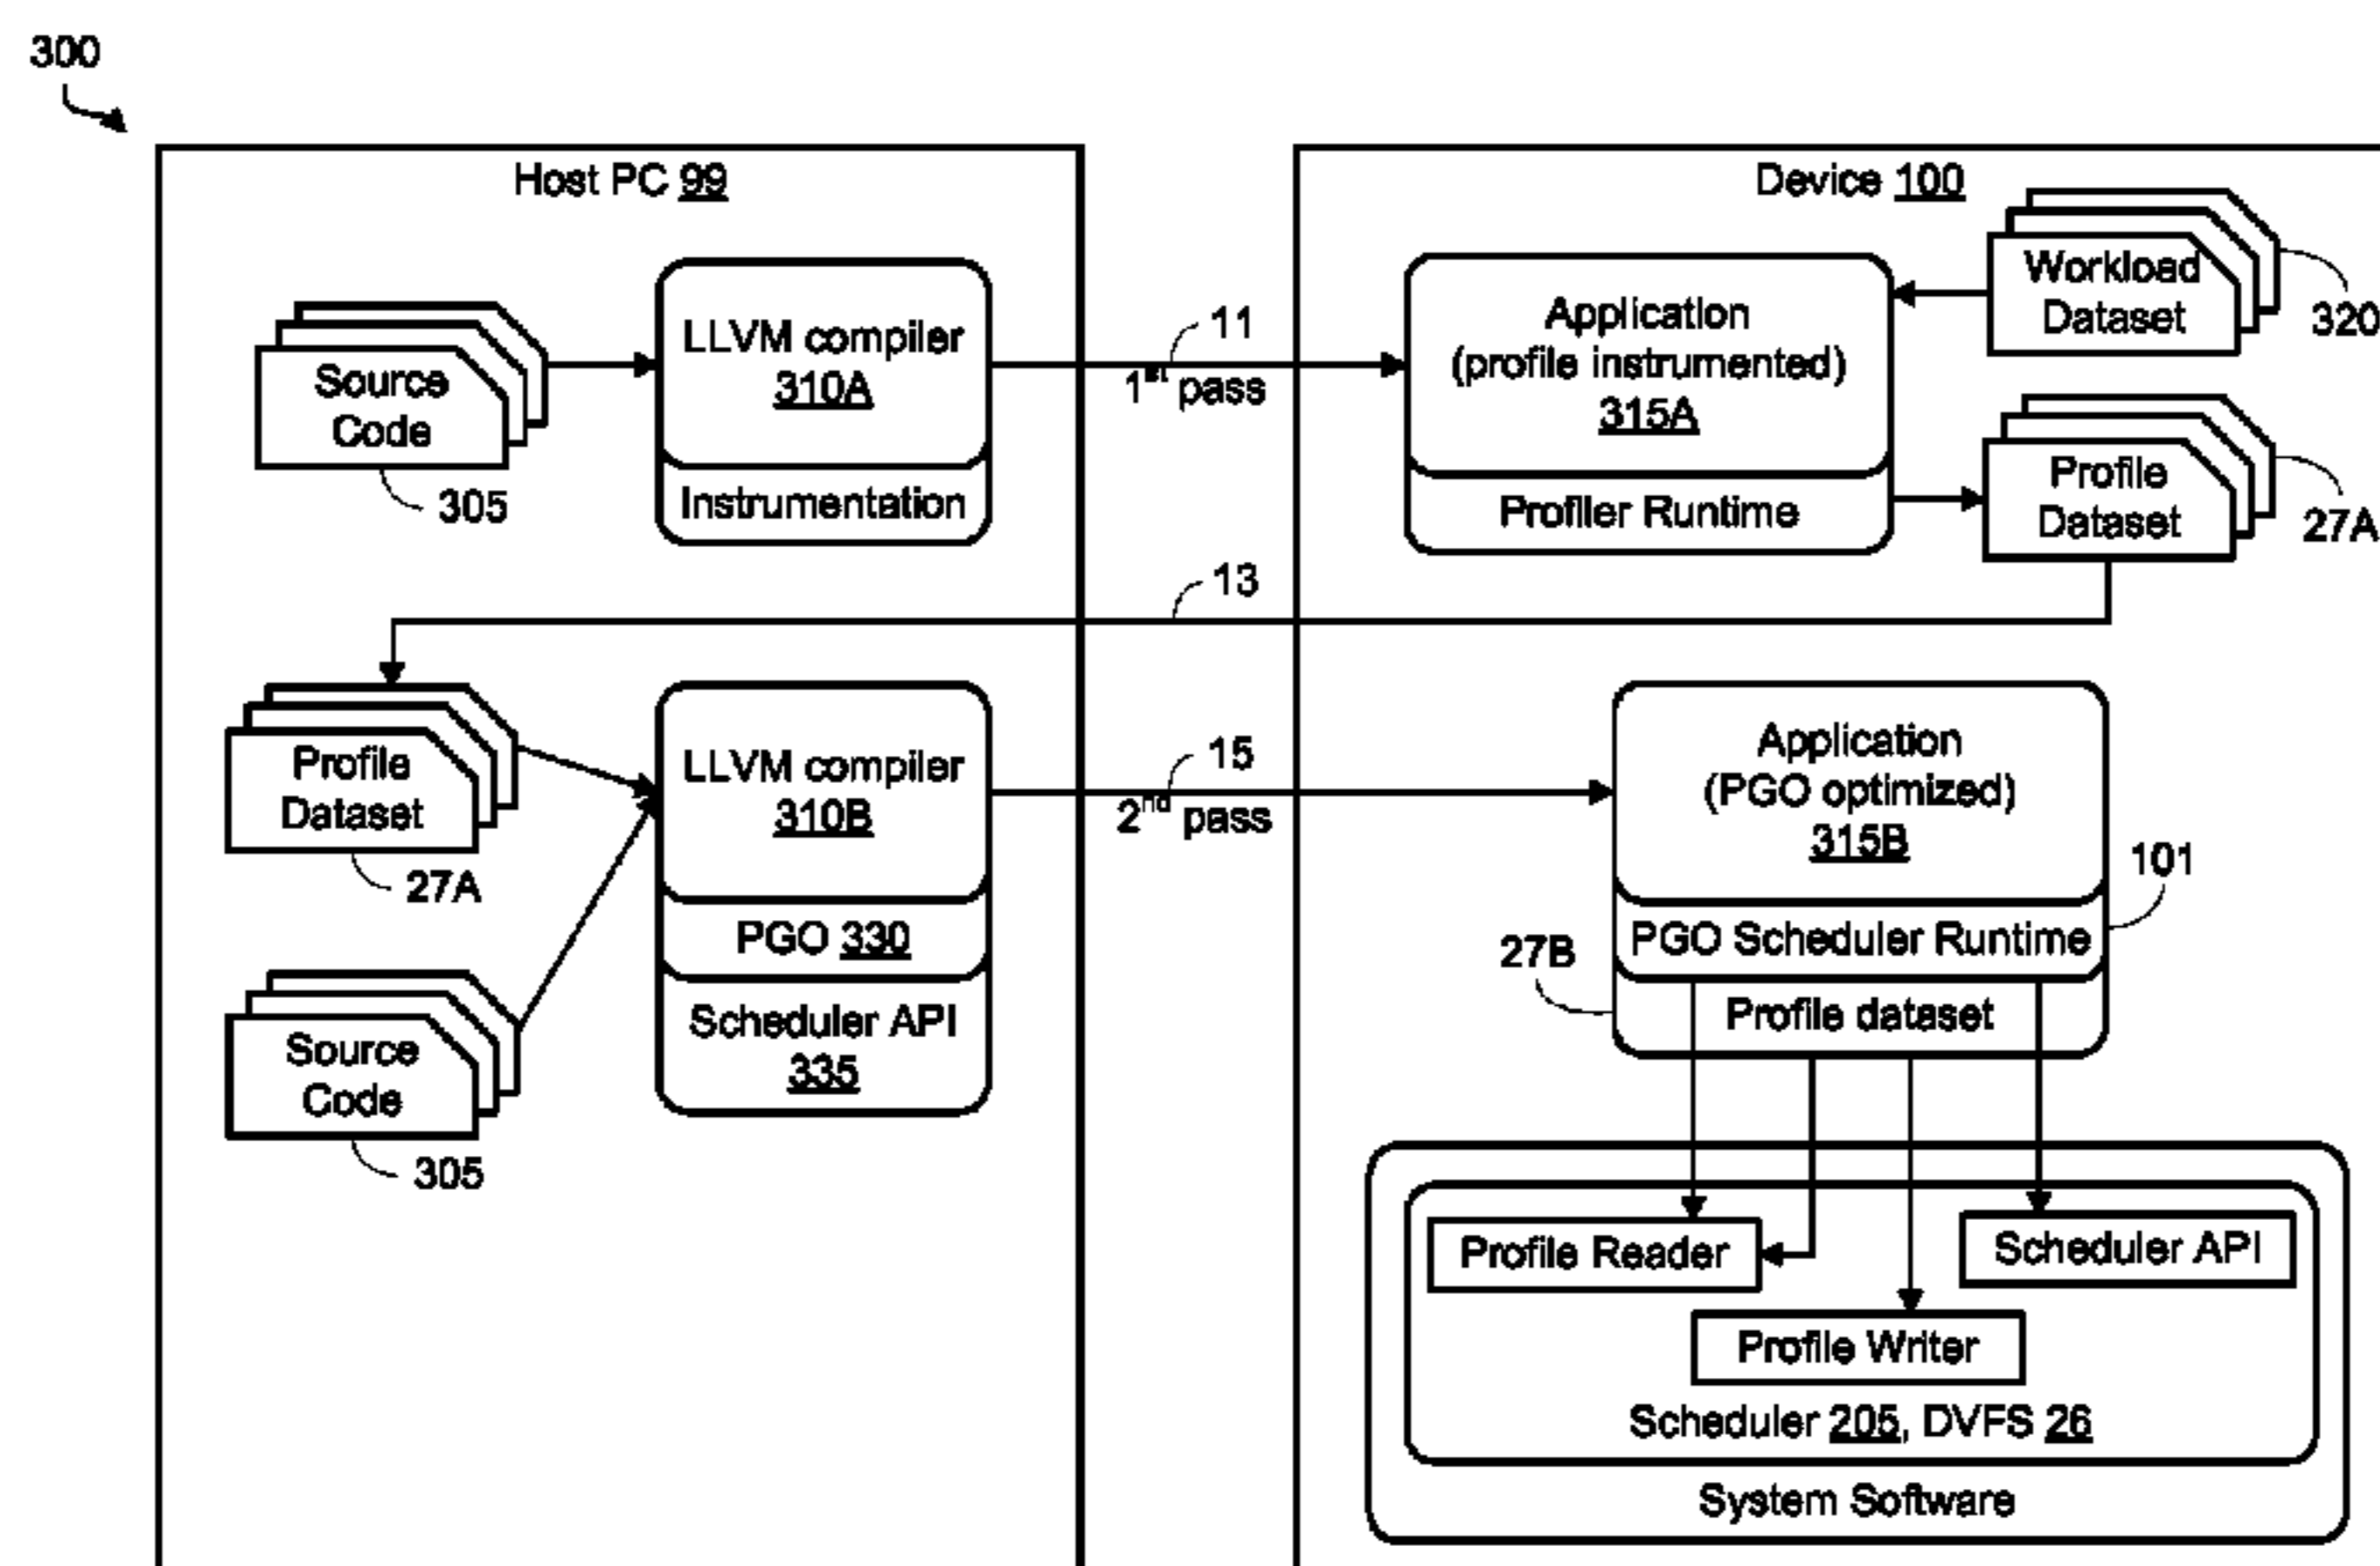 300
Host PC 99
Device 100
Source
Code
305
LLVM compiler
310A
Instrumentation
11
1st pass
Application
(profile instrumented)
315A
Profiler Runtime
Workload
Dataset
320
Profile
Dataset
27A
13
Profile
Dataset
27A
Source
Code
305
LLVM compiler
310B
PGO 330
Scheduler API
335
15
2nd pass
Application
(PGO optimized)
315B
101
PGO Scheduler Runtime
27B
Profile dataset
Profile Reader
Scheduler API
Profile Writer
Scheduler 205, DVFS 26
System Software